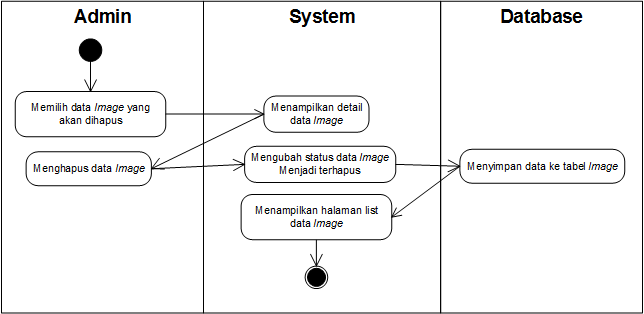 Admin
System
Database
Memilih data Image yang
akan dihapus
Menampilkan detail
data Image
Menghapus data Image
Mengubah status data Image
Menjadi terhapus
Menyimpan data ke tabel Image
Menampilkan halaman list
data Image